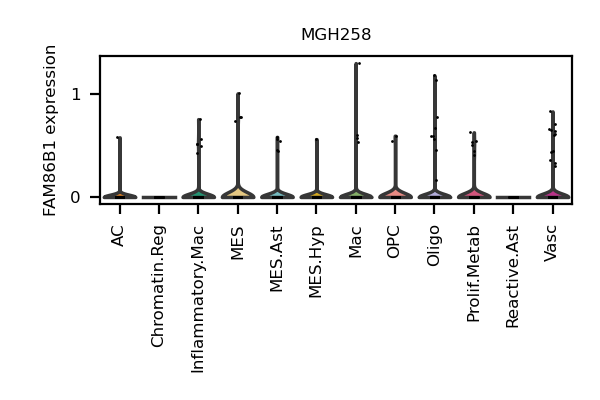 MGH258
FAM86B1 expression
1
0
AC
Chromatin.Reg
Inflammatory.Mac
MES
MES.Ast
MES.Hyp
Mac
OPC
Oligo
Prolif.Metab
Reactive.Ast
Vasc